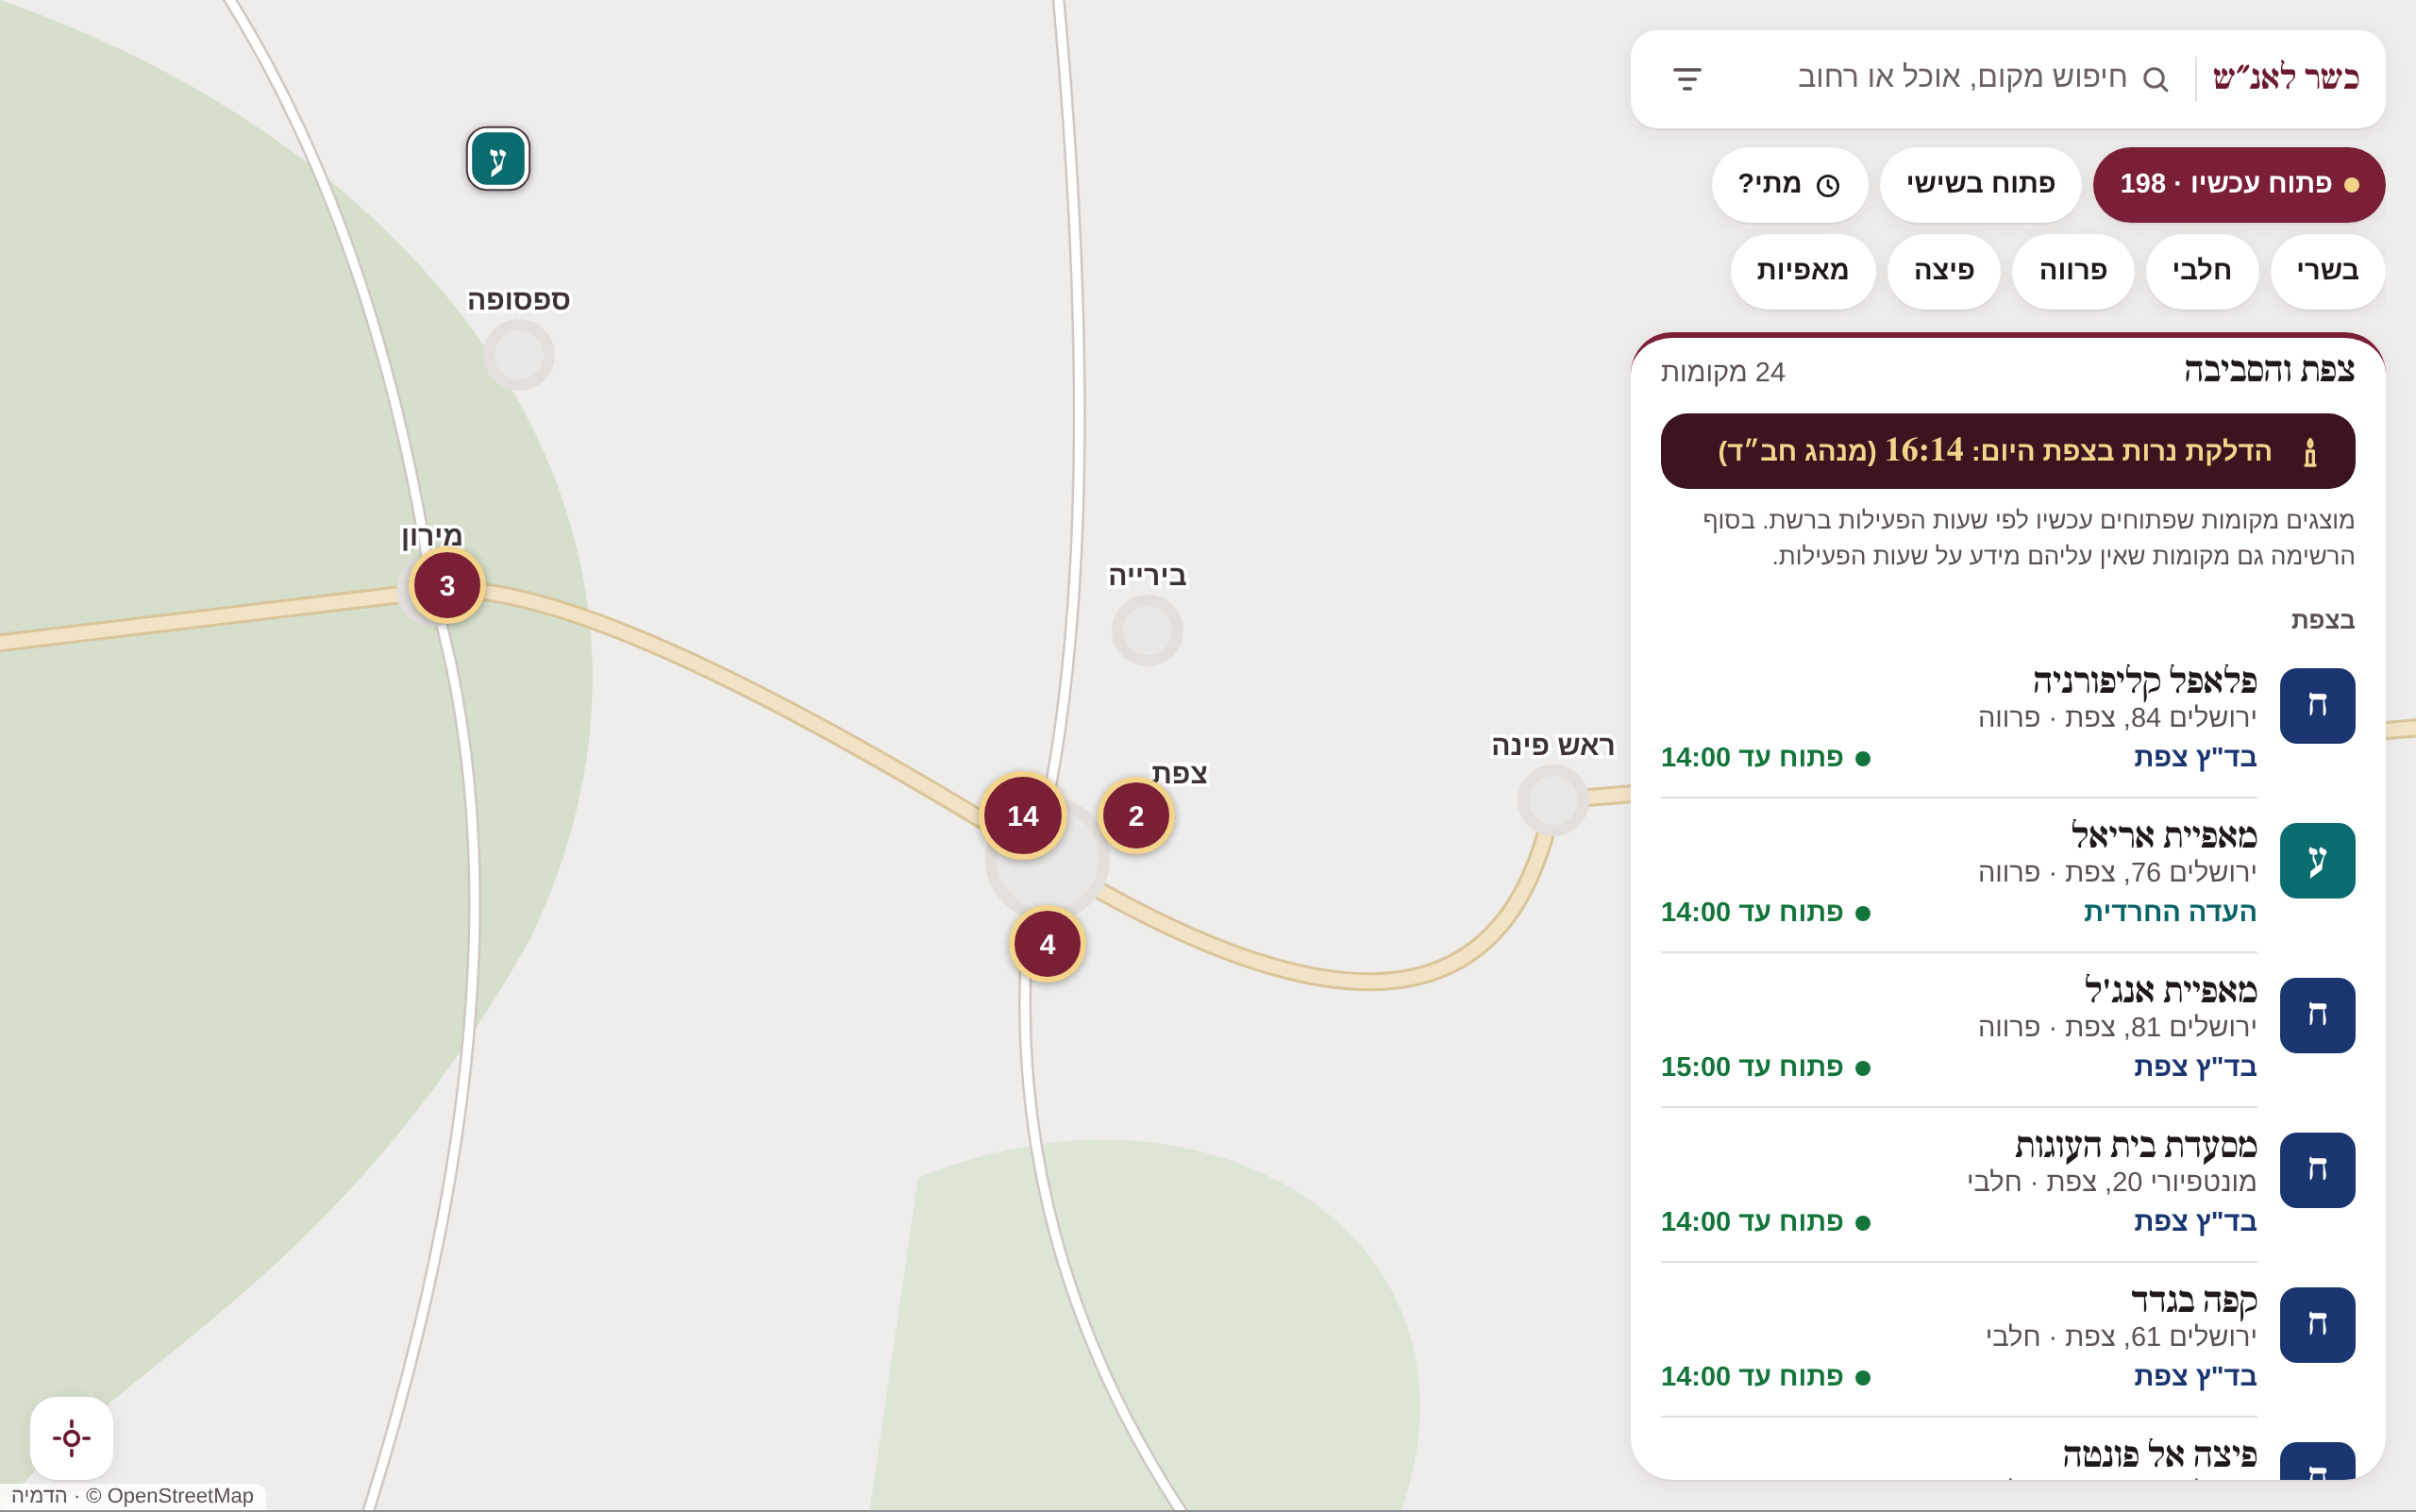 כשר לאנ״ש
חיפוש מקום, אוכל או רחוב
פתוח עכשיו · 198
פתוח בשישי
מתי?
בשרי
חלבי
פרווה
פיצה
מאפיות
צפת והסביבה
24 מקומות
הדלקת נרות בצפת היום: 16:14 (מנהג חב״ד)
מוצגים מקומות שפתוחים עכשיו לפי שעות הפעילות ברשת. בסוף
הרשימה גם מקומות שאין עליהם מידע על שעות הפעילות.
בצפת
ח
פלאפל קליפורניה
ירושלים 84, צפת · פרווה
בד"ץ צפת
פתוח עד 14:00
ע
מאפיית אריאל
ירושלים 76, צפת · פרווה
העדה החרדית
פתוח עד 14:00
ח
מאפיית אנג'ל
ירושלים 81, צפת · פרווה
בד"ץ צפת
פתוח עד 15:00
ח
מסעדת בית העוגות
מונטפיורי 20, צפת · חלבי
בד"ץ צפת
פתוח עד 14:00
ח
קפה בגדד
ירושלים 61, צפת · חלבי
בד"ץ צפת
פתוח עד 14:00
ח
פיצה אל פונטה
ע
ספסופה
מירון
3
ביריייה
ראש פינה
צפת
14
2
4
© OpenStreetMap · הדמיה